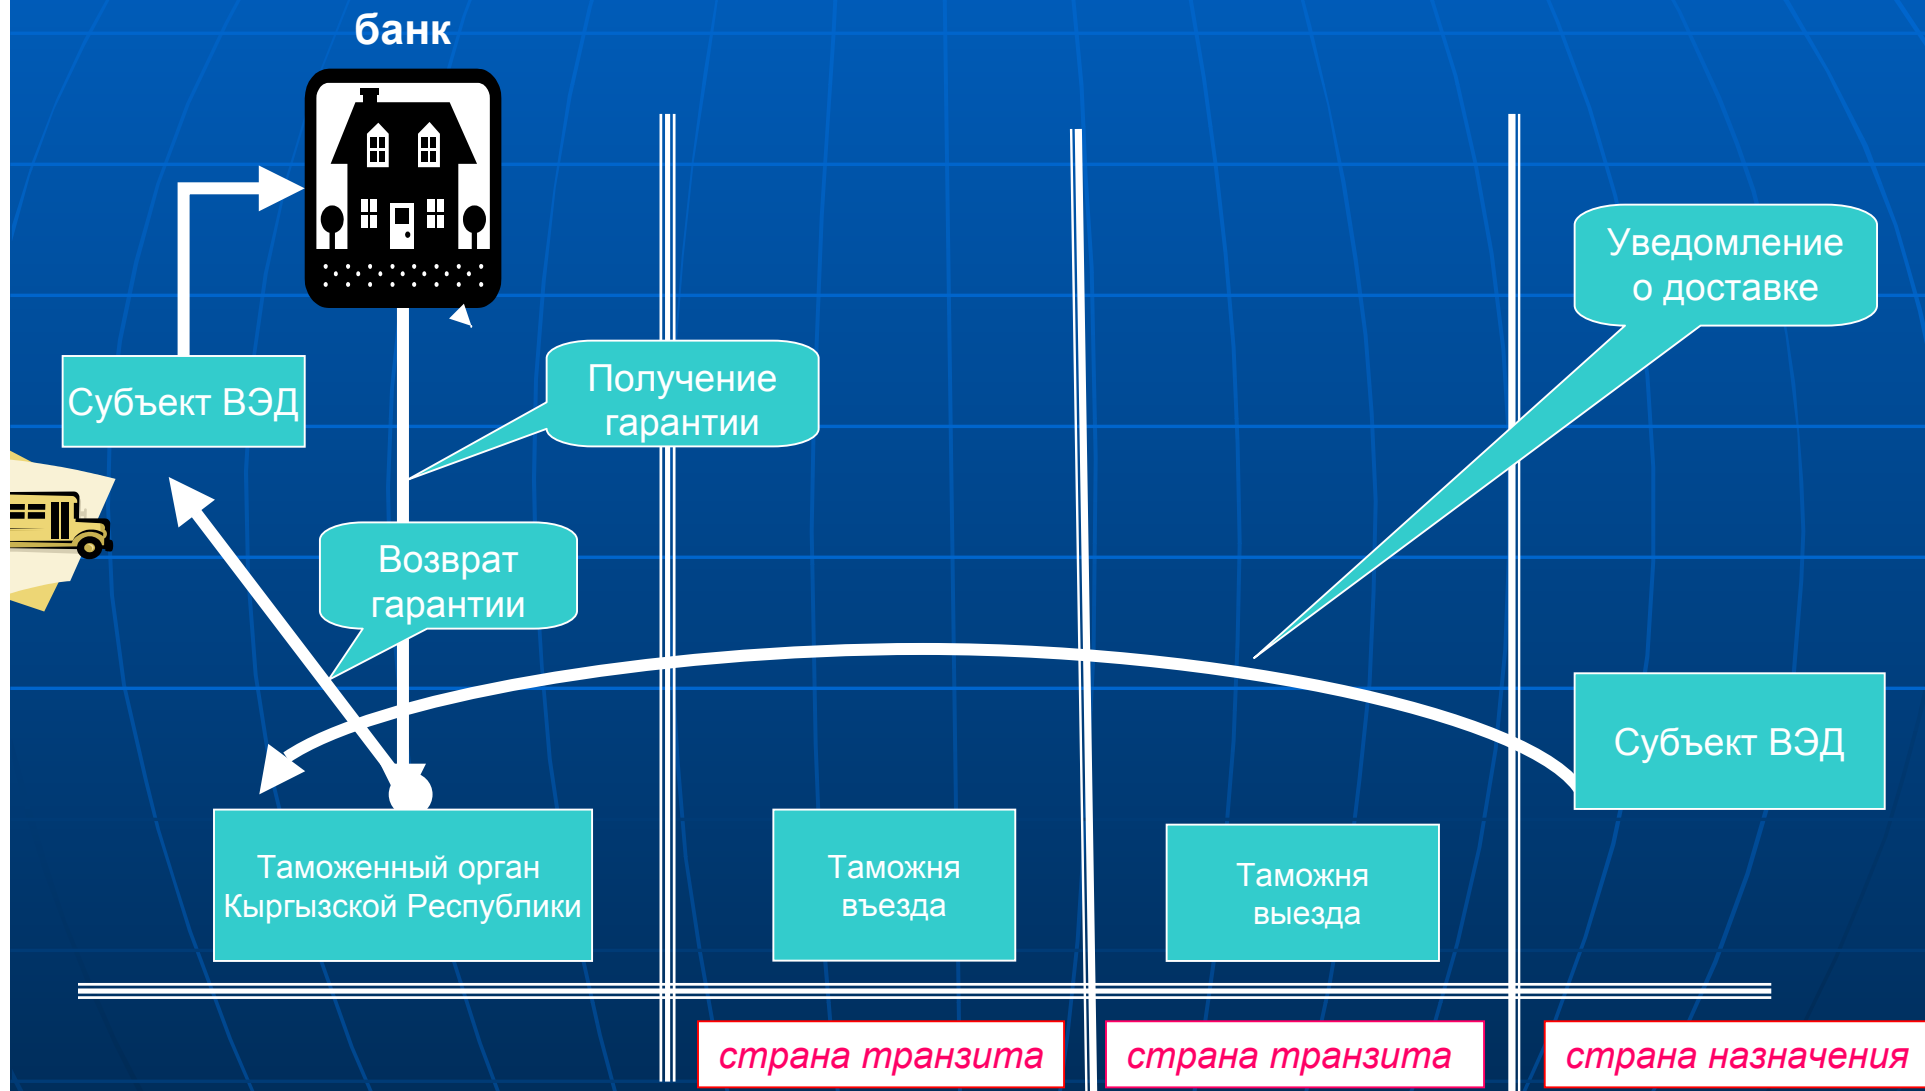 банк
Уведомление
о доставке
Получение
гарантии
Субъект ВЭД
Возврат
гарантии
Субъект ВЭД
Таможенный орган
Кыргызской Республики
Таможня
въезда
Таможня
выезда
страна транзита
страна транзита
страна назначения